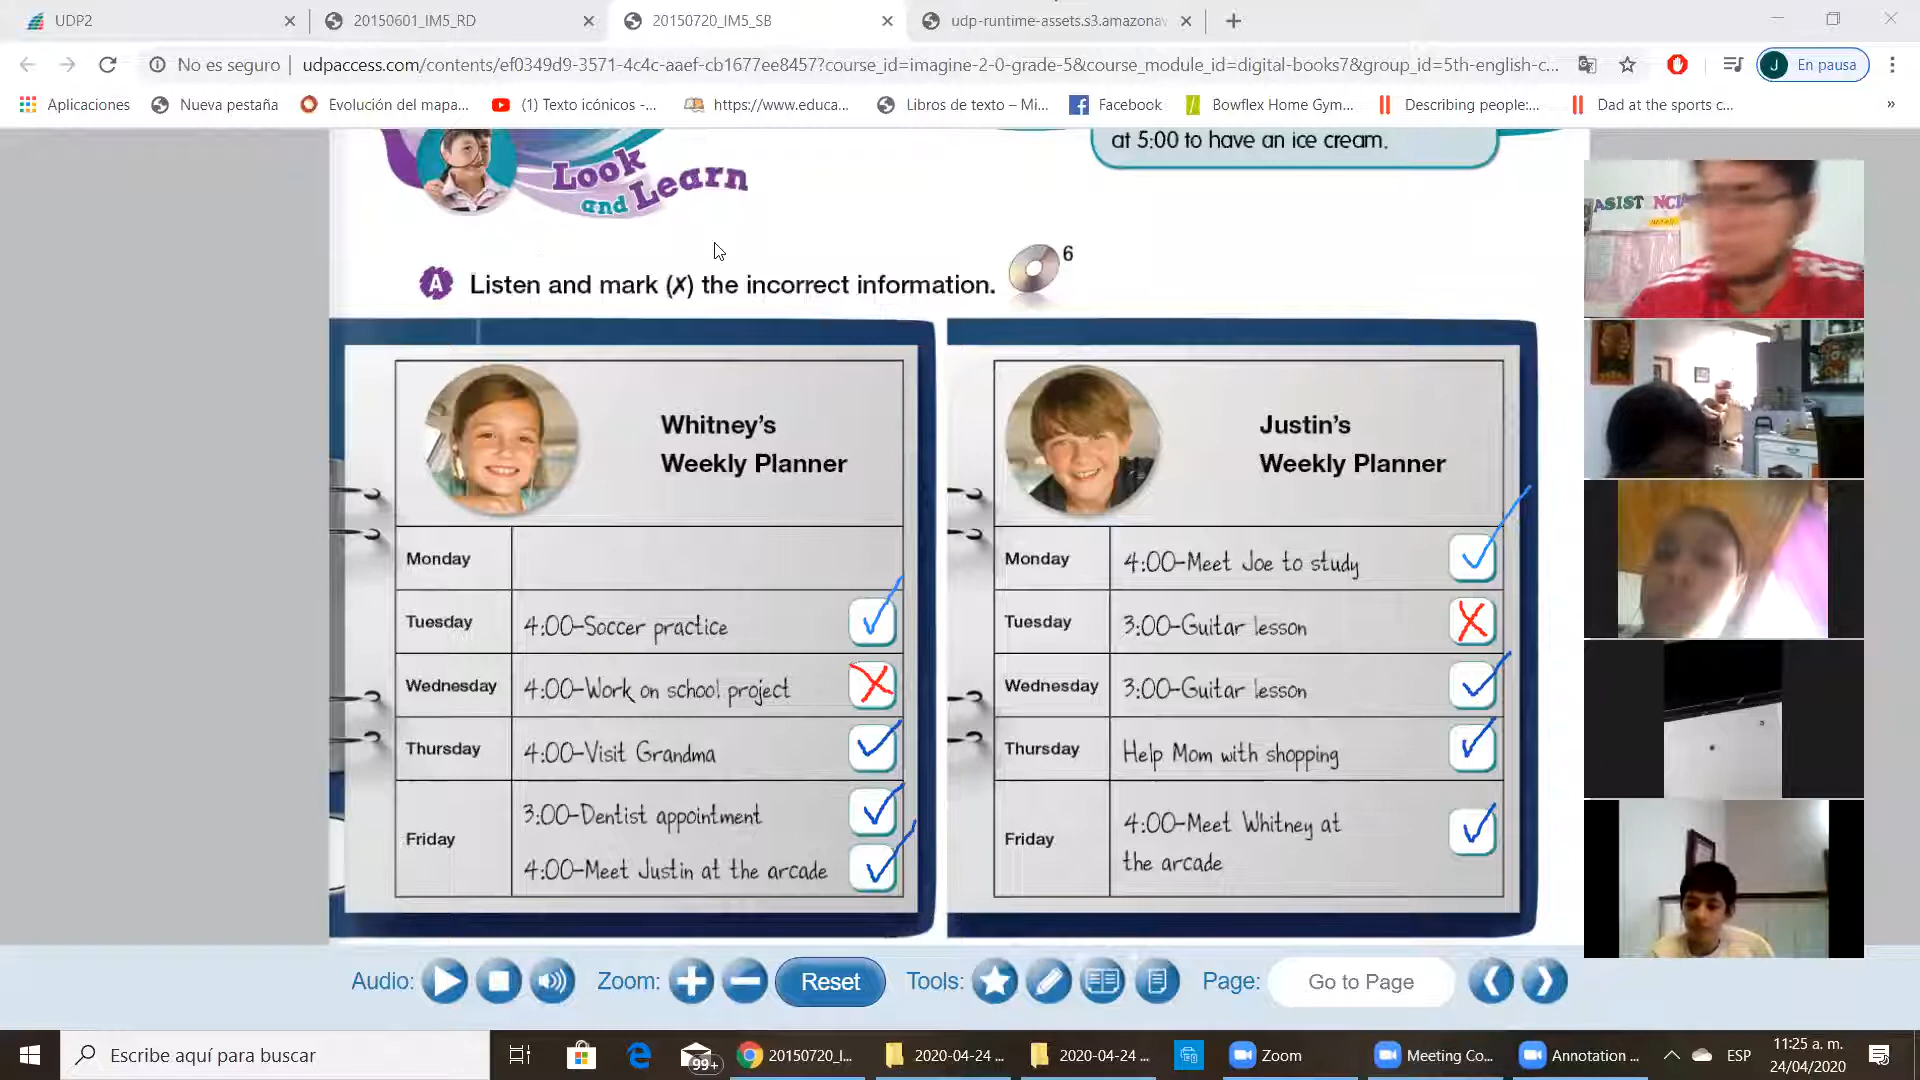 UDP2
20150601_IM5_RD
20150720_IM5_SB
udp-runtime-assets.s3.amazonav
No es seguro
udpaccess.com/contents/ef0349d9-3571-4c4c-aaef-cb1677ee8457?course_id=imagine-2-0-grade-5&course_module_id=digital-books7&group_id=5th-english-c...
J En pausa
Aplicaciones
Nueva pestaña
Evolución del mapa...
(1) Texto icónicos -...
https://www.educa...
Libros de texto – Mi...
Facebook
Bowflex Home Gym...
Describing people:...
Dad at the sports c...
»
at 5:00 to have an ice cream.
Look
and Learn
A Listen and mark (✗) the incorrect information. 6
Whitney's
Weekly Planner
Monday
Tuesday 4:00-Soccer practice
Wednesday 4:00-Work on school project
Thursday 4:00-Visit Grandma
Friday
3:00-Dentist appointment
4:00-Meet Justin at the arcade
Justin's
Weekly Planner
Monday 4:00-Meet Joe to study
Tuesday 3:00-Guitar lesson
Wednesday 3:00-Guitar lesson
Thursday Help Mom with shopping
Friday
4:00-Meet Whitney at
the arcade
ASIST NCIA
Audio:
Zoom:
Reset
Tools:
Page:
Go to Page
Escribe aquí para buscar
99+
20150720_I...
2020-04-24 ...
2020-04-24 ...
Zoom
Meeting Co...
Annotation ...
ESP
11:25 a. m.
24/04/2020